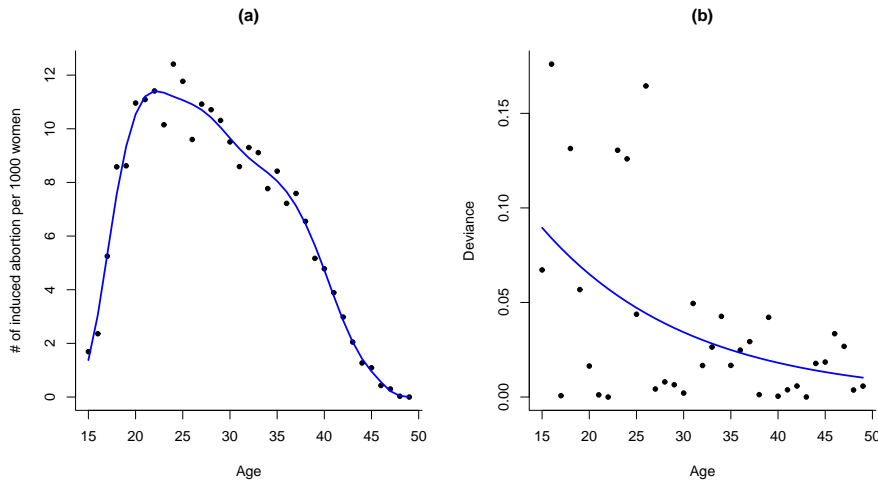 (a)
# of induced abortion per 1000 women
0 2 4 6 8 10 12
15 20 25 30 35 40 45 50
Age
(b)
Deviance
0.00 0.05 0.10 0.15
15 20 25 30 35 40 45 50
Age